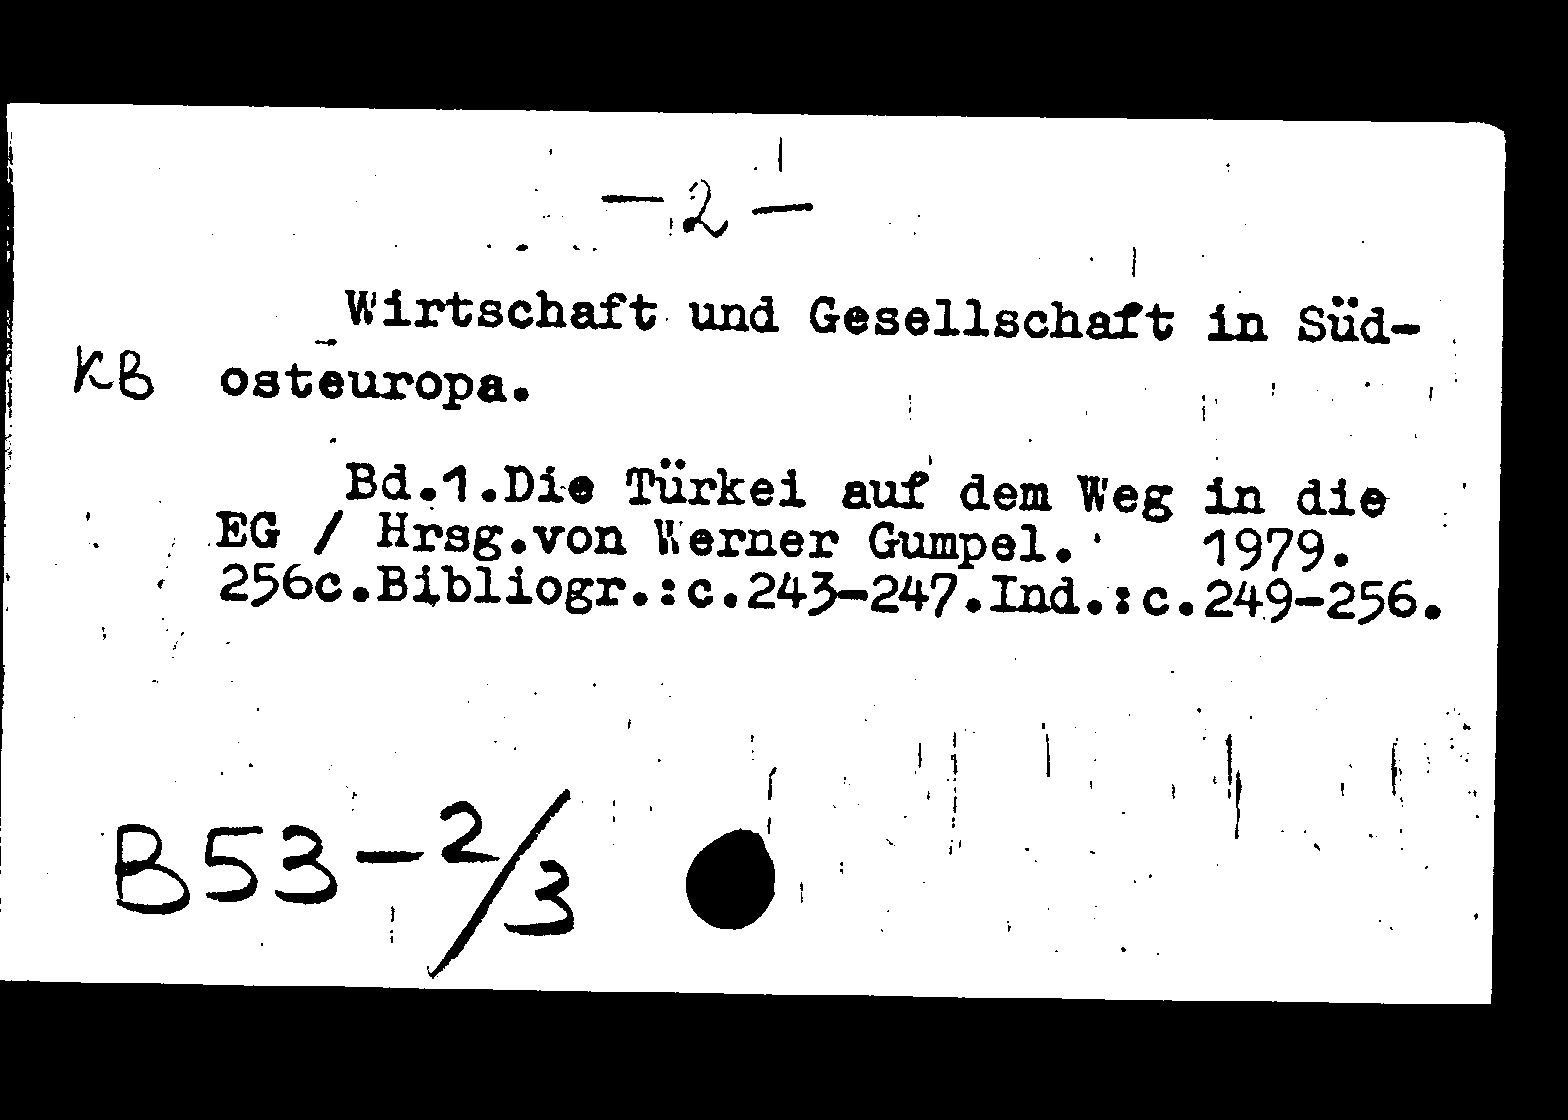 — 2 —
Wirtschaft und Gesellschaft in Süd-
KB osteuropa.
Bd.1.Die Türkei auf dem Weg in die
EG / Hrsg.von Werner Gumpel. 1979.
256c.Bibliogr.:c.243-247.Ind.:c.249-256.
B53-2/3